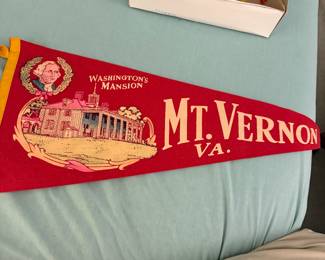 WASHINGTON'S
MANSION
MT. VERNON
VA.